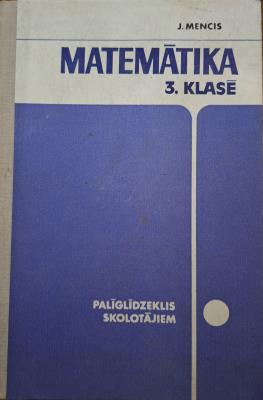 J. MENCIS
MATEMĀTIKA
3. KLASĒ
PALĪGLĪDZEKLIS
SKOLOTĀJIEM